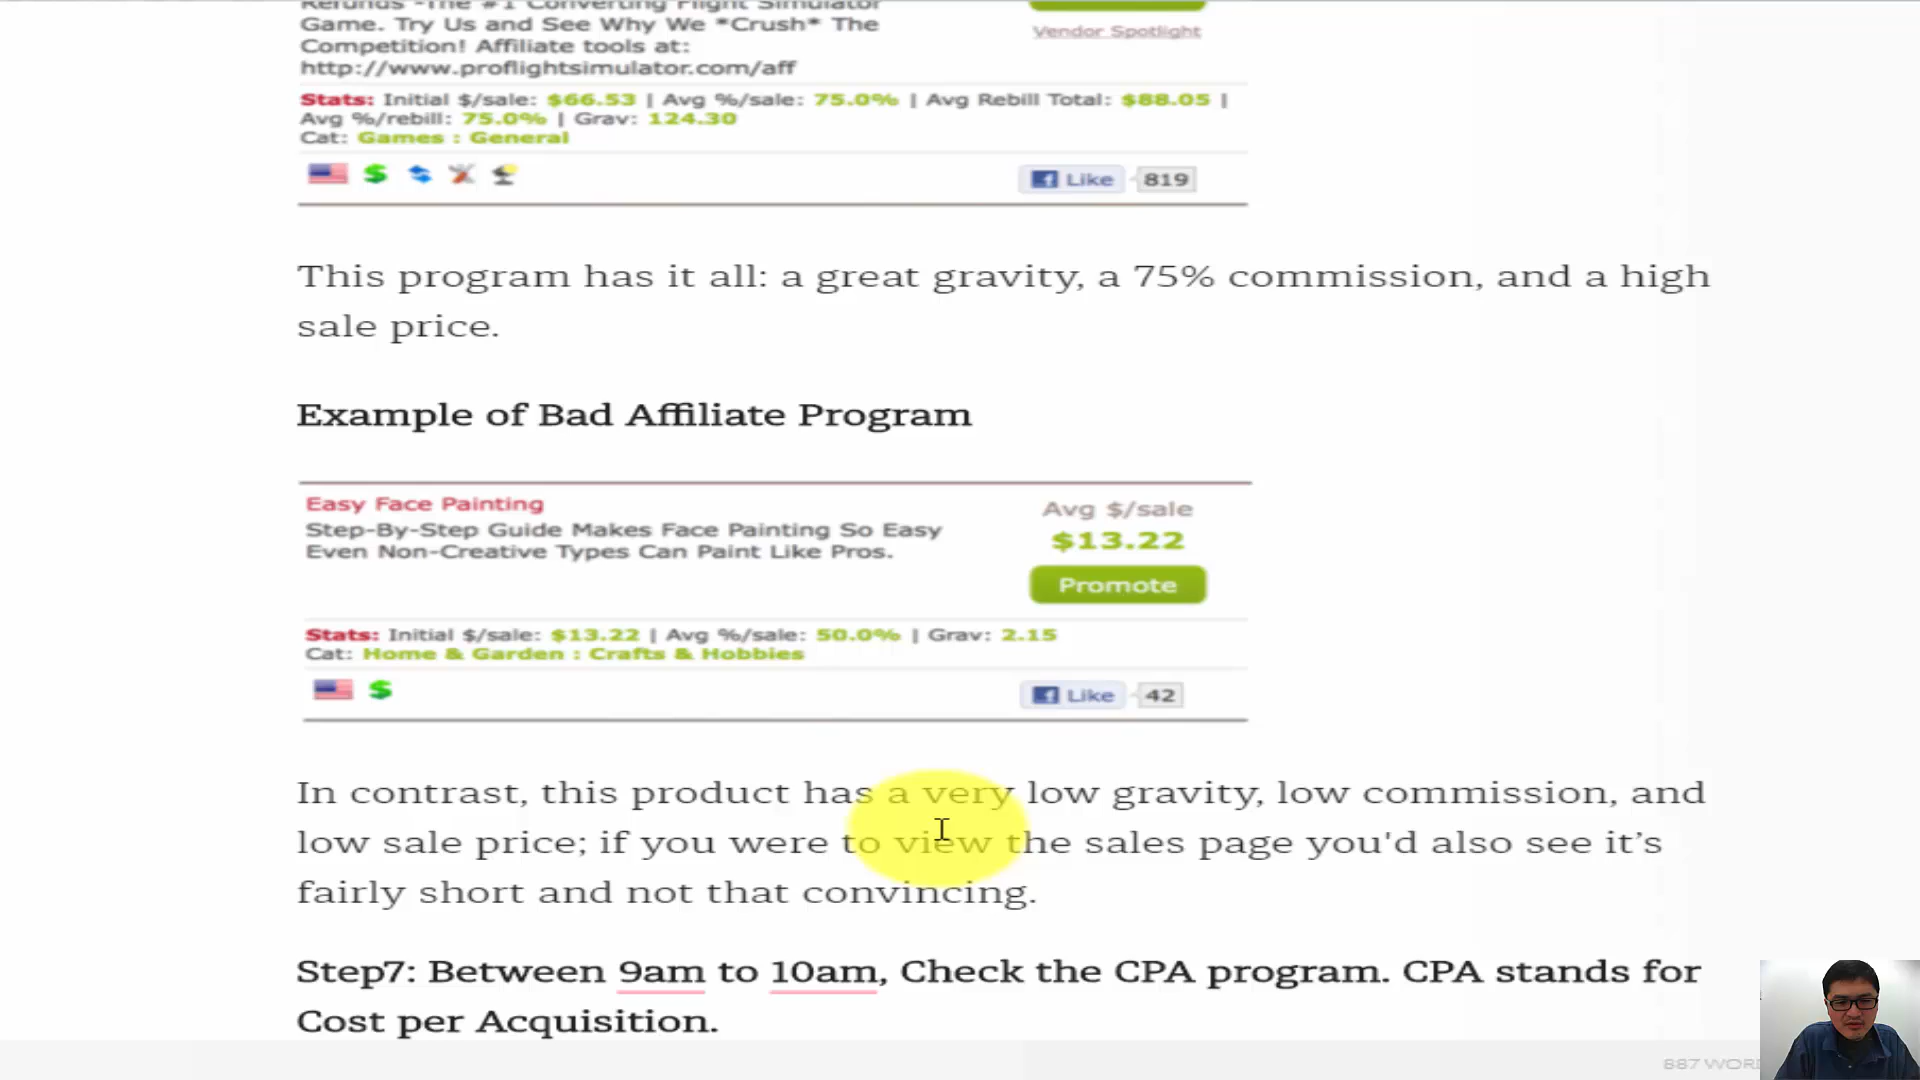 Refunds -The #1 Converting Flight Simulator
Game. Try Us and See Why We *Crush* The
Competition! Affiliate tools at:
http://www.proflightsimulator.com/aff
Vendor Spotlight
Stats: Initial $/sale: $66.53 | Avg %/sale: 75.0% | Avg Rebill Total: $88.05 |
Avg %/rebill: 75.0% | Grav: 124.30
Cat: Games : General
Like 819
This program has it all: a great gravity, a 75% commission, and a high
sale price.
Example of Bad Affiliate Program
Easy Face Painting
Step-By-Step Guide Makes Face Painting So Easy
Even Non-Creative Types Can Paint Like Pros.
Avg $/sale
$13.22
Promote
Stats: Initial $/sale: $13.22 | Avg %/sale: 50.0% | Grav: 2.15
Cat: Home & Garden : Crafts & Hobbies
Like 42
In contrast, this product has a very low gravity, low commission, and
low sale price; if you were to view the sales page you'd also see it’s
fairly short and not that convincing.
Step7: Between 9am to 10am, Check the CPA program. CPA stands for
Cost per Acquisition.